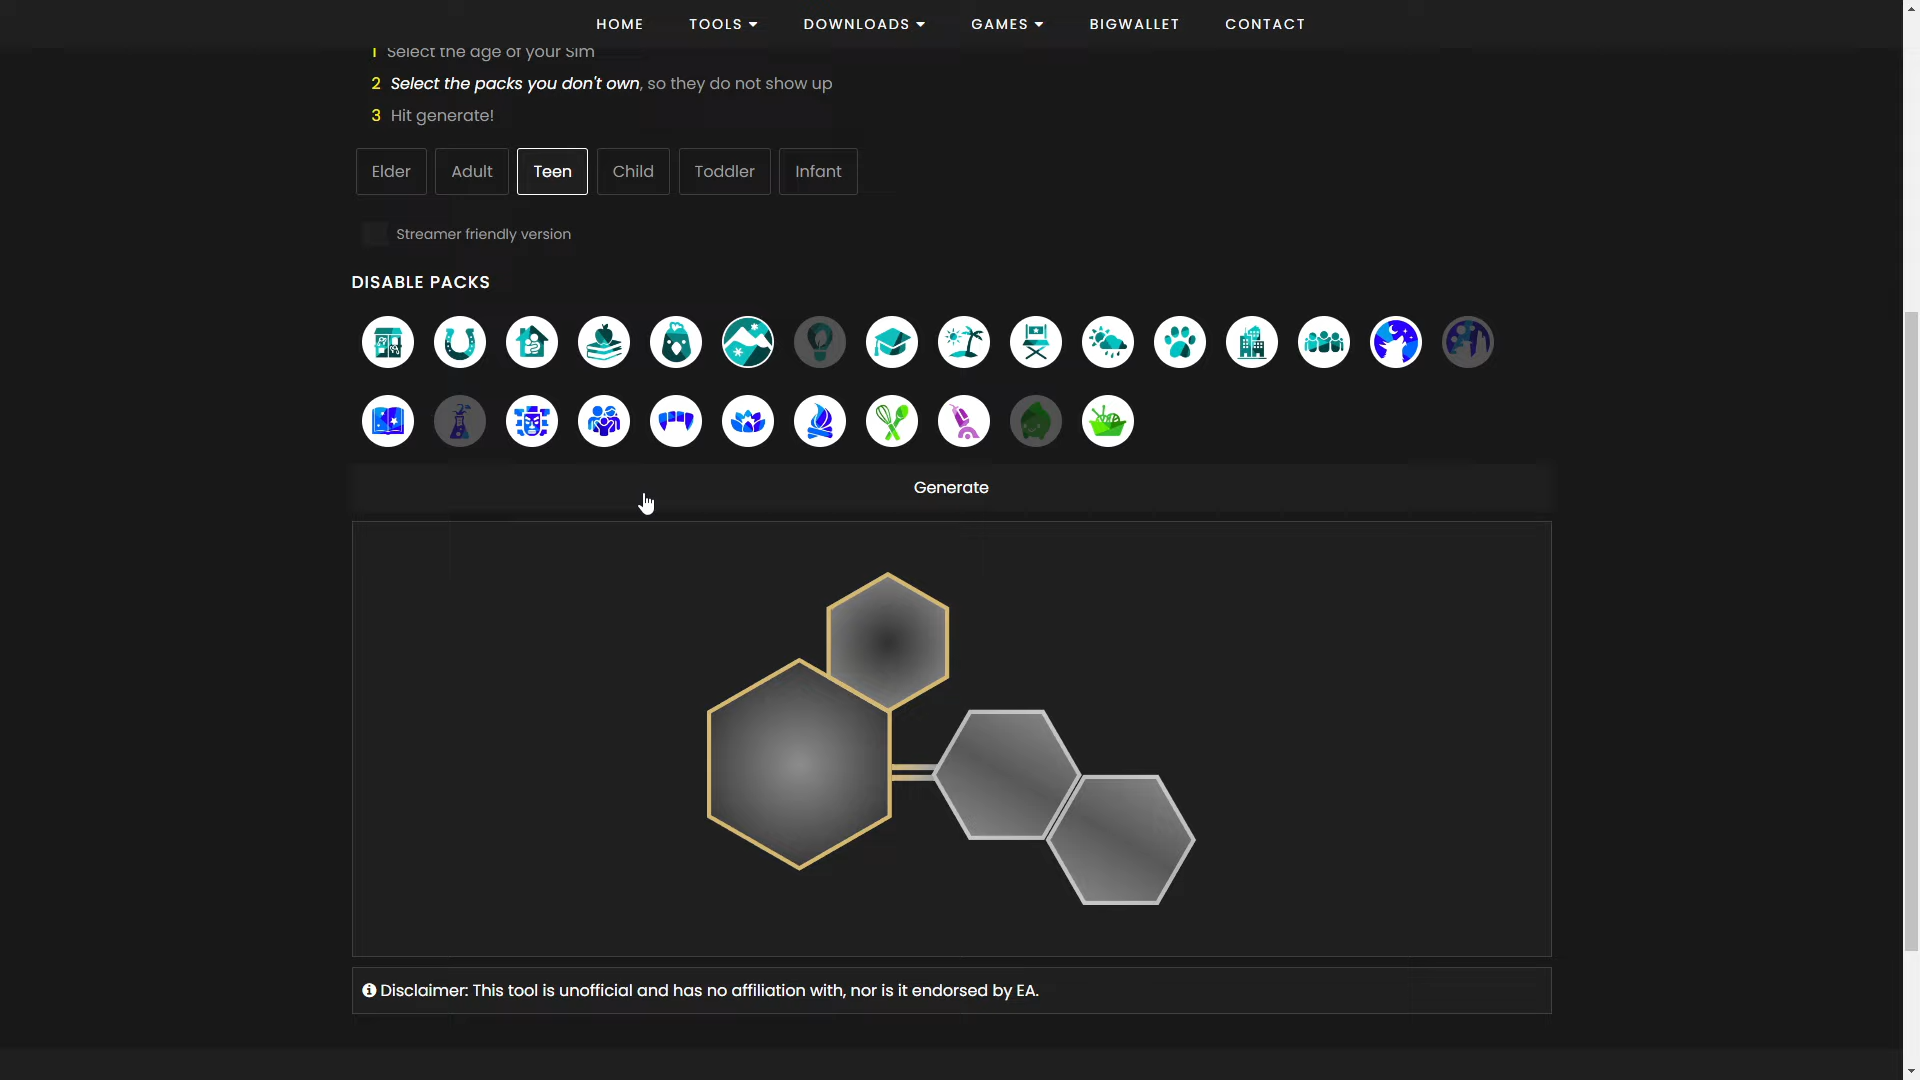 HOME TOOLS DOWNLOADS GAMES BIGWALLET CONTACT
1 Select the age of your Sim
2 Select the packs you don't own, so they do not show up
3 Hit generate!
Elder Adult Teen Child Toddler Infant
Streamer friendly version
DISABLE PACKS
Generate
Disclaimer: This tool is unofficial and has no affiliation with, nor is it endorsed by EA.